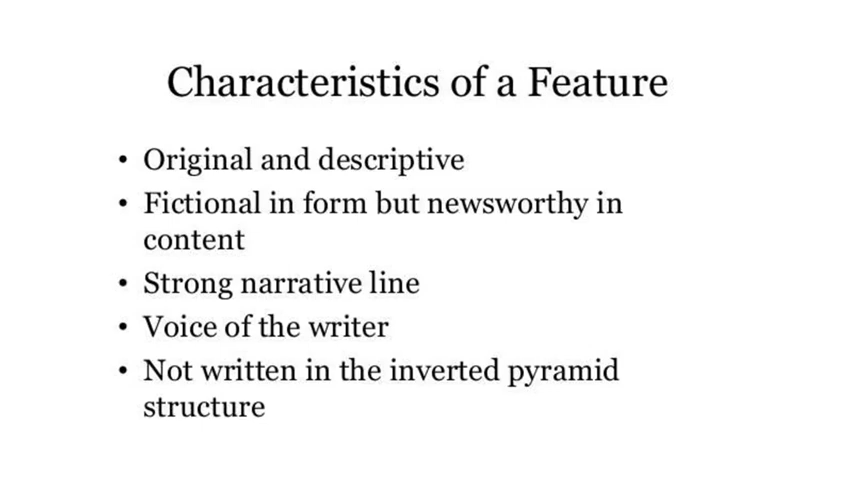 Characteristics of a Feature
• Original and descriptive
• Fictional in form but newsworthy in
content
• Strong narrative line
• Voice of the writer
• Not written in the inverted pyramid
structure